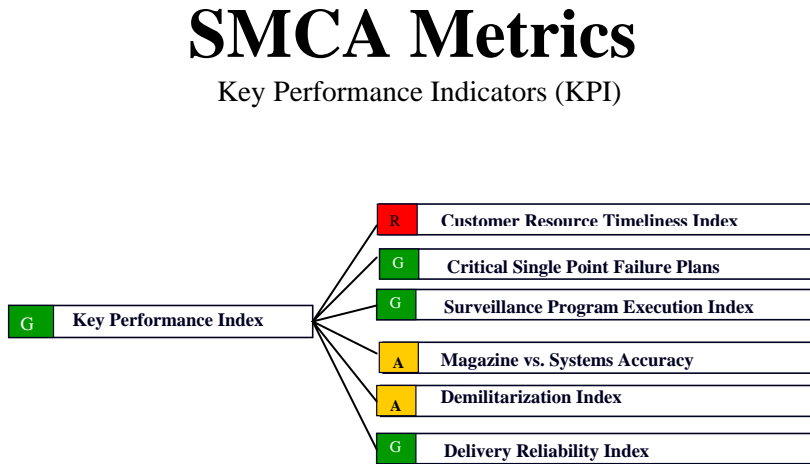 SMCA Metrics
Key Performance Indicators (KPI)
R Customer Resource Timeliness Index
G Critical Single Point Failure Plans
G Surveillance Program Execution Index
G Key Performance Index
A Magazine vs. Systems Accuracy
A Demilitarization Index
G Delivery Reliability Index